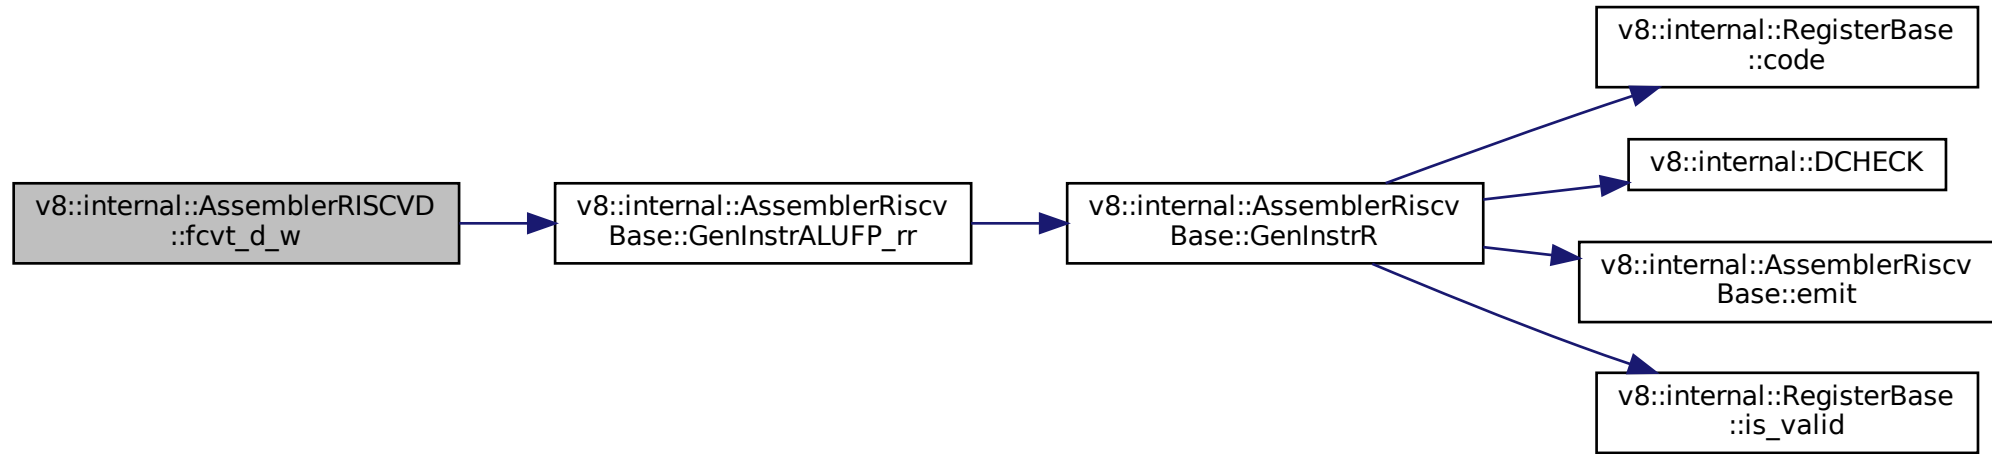 v8::internal::AssemblerRISCVD
::fcvt_d_w
v8::internal::AssemblerRiscv
Base::GenInstrALUFP_rr
v8::internal::AssemblerRiscv
Base::GenInstrR
v8::internal::RegisterBase
::code
v8::internal::DCHECK
v8::internal::AssemblerRiscv
Base::emit
v8::internal::RegisterBase
::is_valid